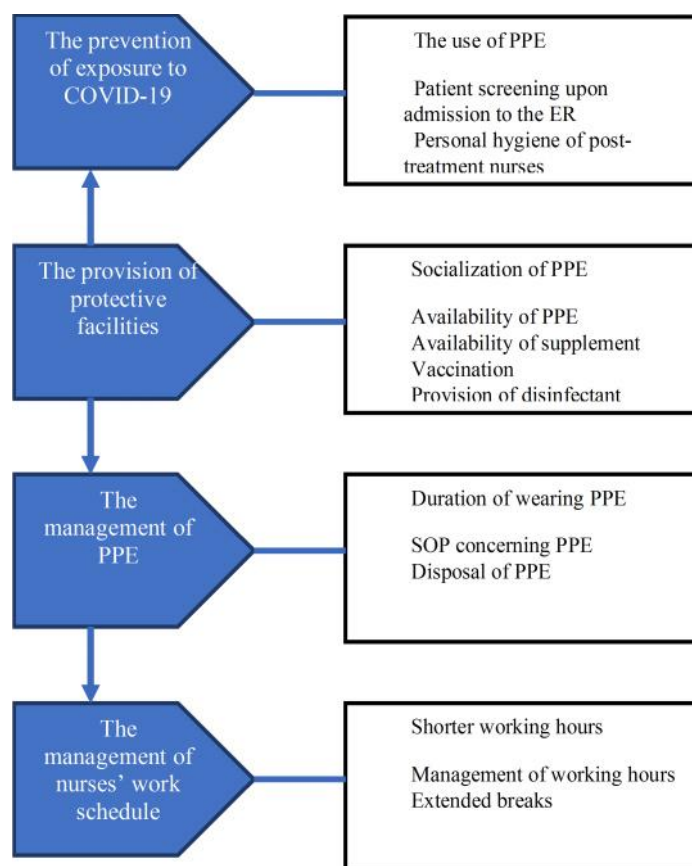 The prevention
of exposure to
COVID-19
The use of PPE
Patient screening upon
admission to the ER
Personal hygiene of post-
treatment nurses
The provision of
protective
facilities
Socialization of PPE
Availability of PPE
Availability of supplement
Vaccination
Provision of disinfectant
The
management of
PPE
Duration of wearing PPE
SOP concerning PPE
Disposal of PPE
The
management of
nurses’ work
schedule
Shorter working hours
Management of working hours
Extended breaks